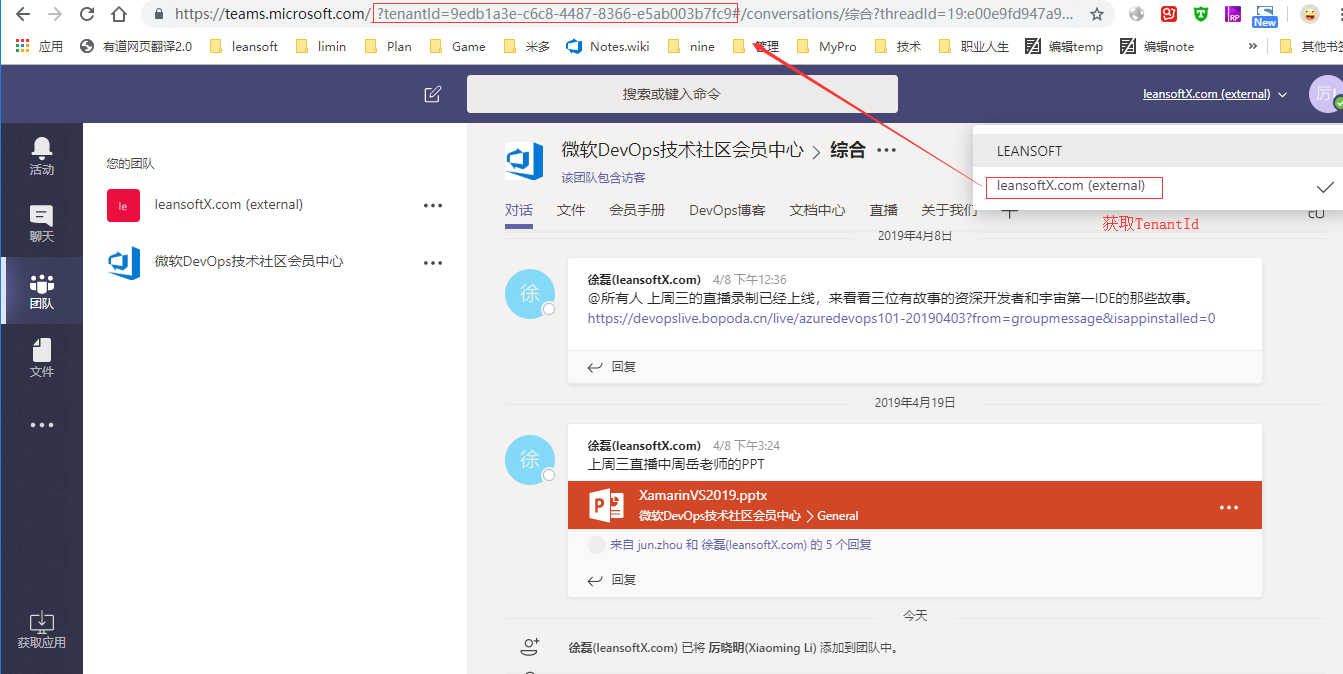 https://teams.microsoft.com/_?tenantId=9edb1a3e-c6c8-4487-8366-e5ab003b7fc9#/conversations/综合?threadId=19:e00e9fd947a9...
应用 有道网页翻译2.0 leansoft limin Plan Game 米多 Notes.wiki nine 管理 MyPro 技术 职业人生 编辑temp 编辑note » 其他书签
New
搜索或键入命令
leansoftX.com (external)
厉
LEANSOFT
leansoftX.com (external)
获取TenantId
活动
聊天
团队
文件
获取应用
您的团队
le leansoftX.com (external)
微软DevOps技术社区会员中心
微软DevOps技术社区会员中心 > 综合
该团队包含访客
对话 文件 会员手册 DevOps博客 文档中心 直播 关于我们
2019年4月8日
徐
徐磊(leansoftX.com) 4/8 下午12:36
@所有人 上周三的直播录制已经上线，来看看三位有故事的资深开发者和宇宙第一IDE的那些故事。
https://devopslive.bopoda.cn/live/azuredevops101-20190403?from=groupmessage&isappinstalled=0
回复
2019年4月19日
徐
徐磊(leansoftX.com) 4/8 下午3:24
上周三直播中周岳老师的PPT
XamarinVS2019.pptx
微软DevOps技术社区会员中心 > General
来自 jun.zhou 和 徐磊(leansoftX.com) 的 5 个回复
回复
今天
徐磊(leansoftX.com) 已将 厉晓明(Xiaoming Li) 添加到团队中。